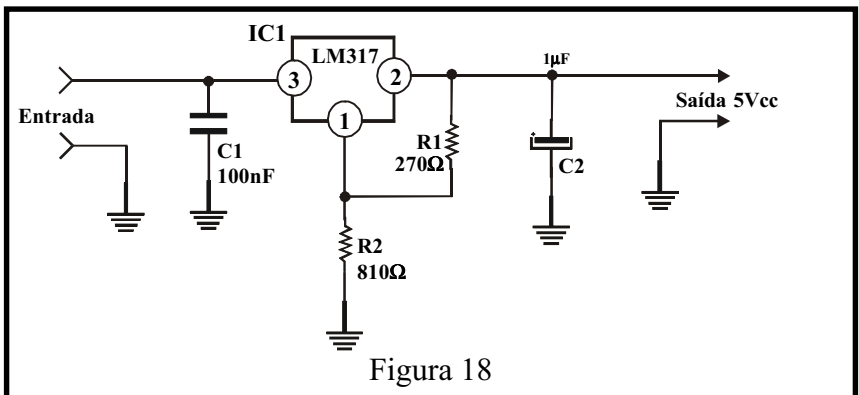 IC1
LM317
3
2
1
1µF
Entrada
Saída 5Vcc
C1
100nF
R1
270Ω
C2
R2
810Ω
Figura 18